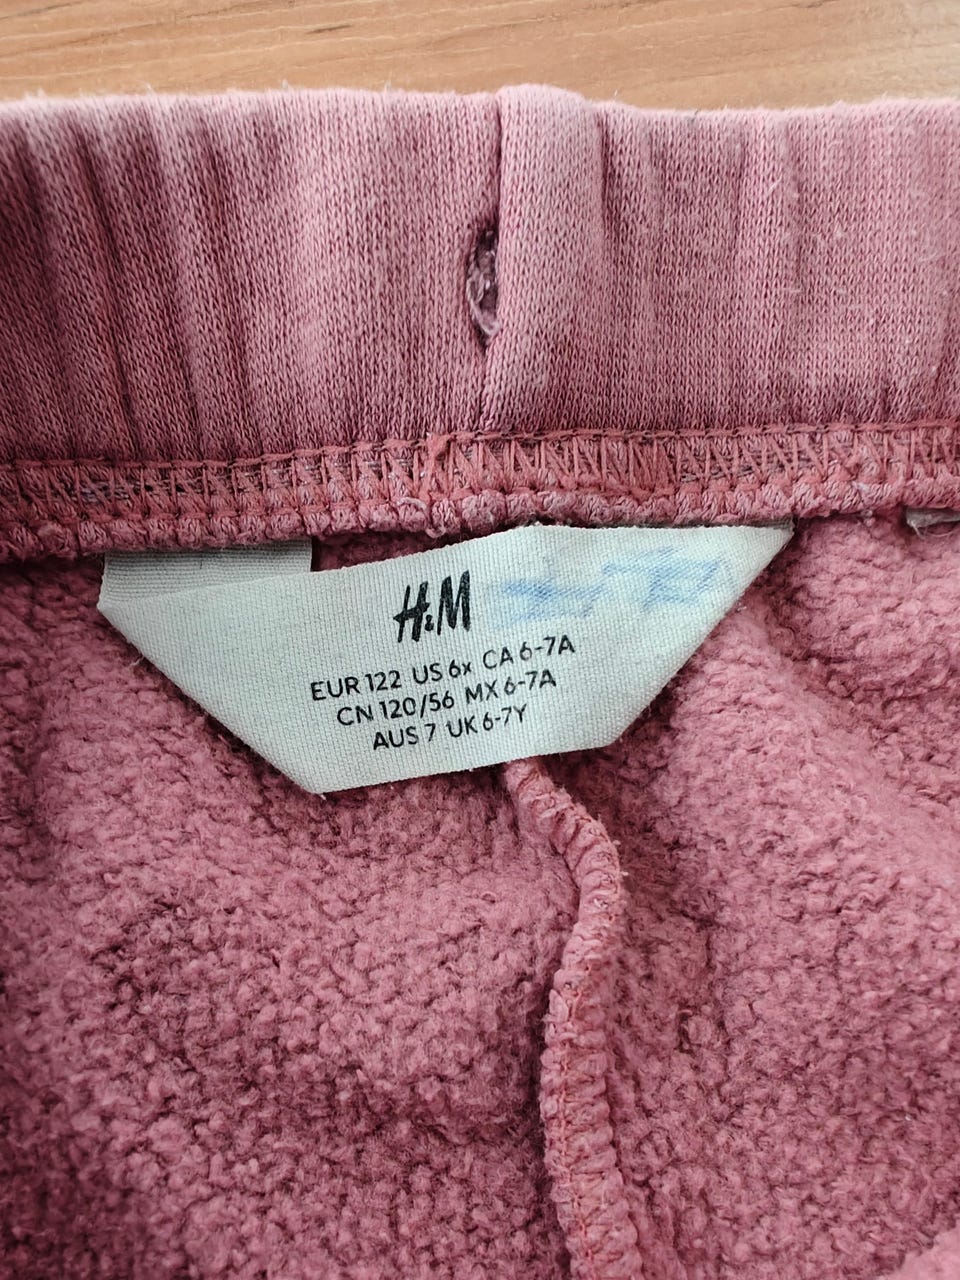 H&M
EUR 122 US 6x CA 6-7A
CN 120/56 MX 6-7A
AUS 7 UK 6-7Y